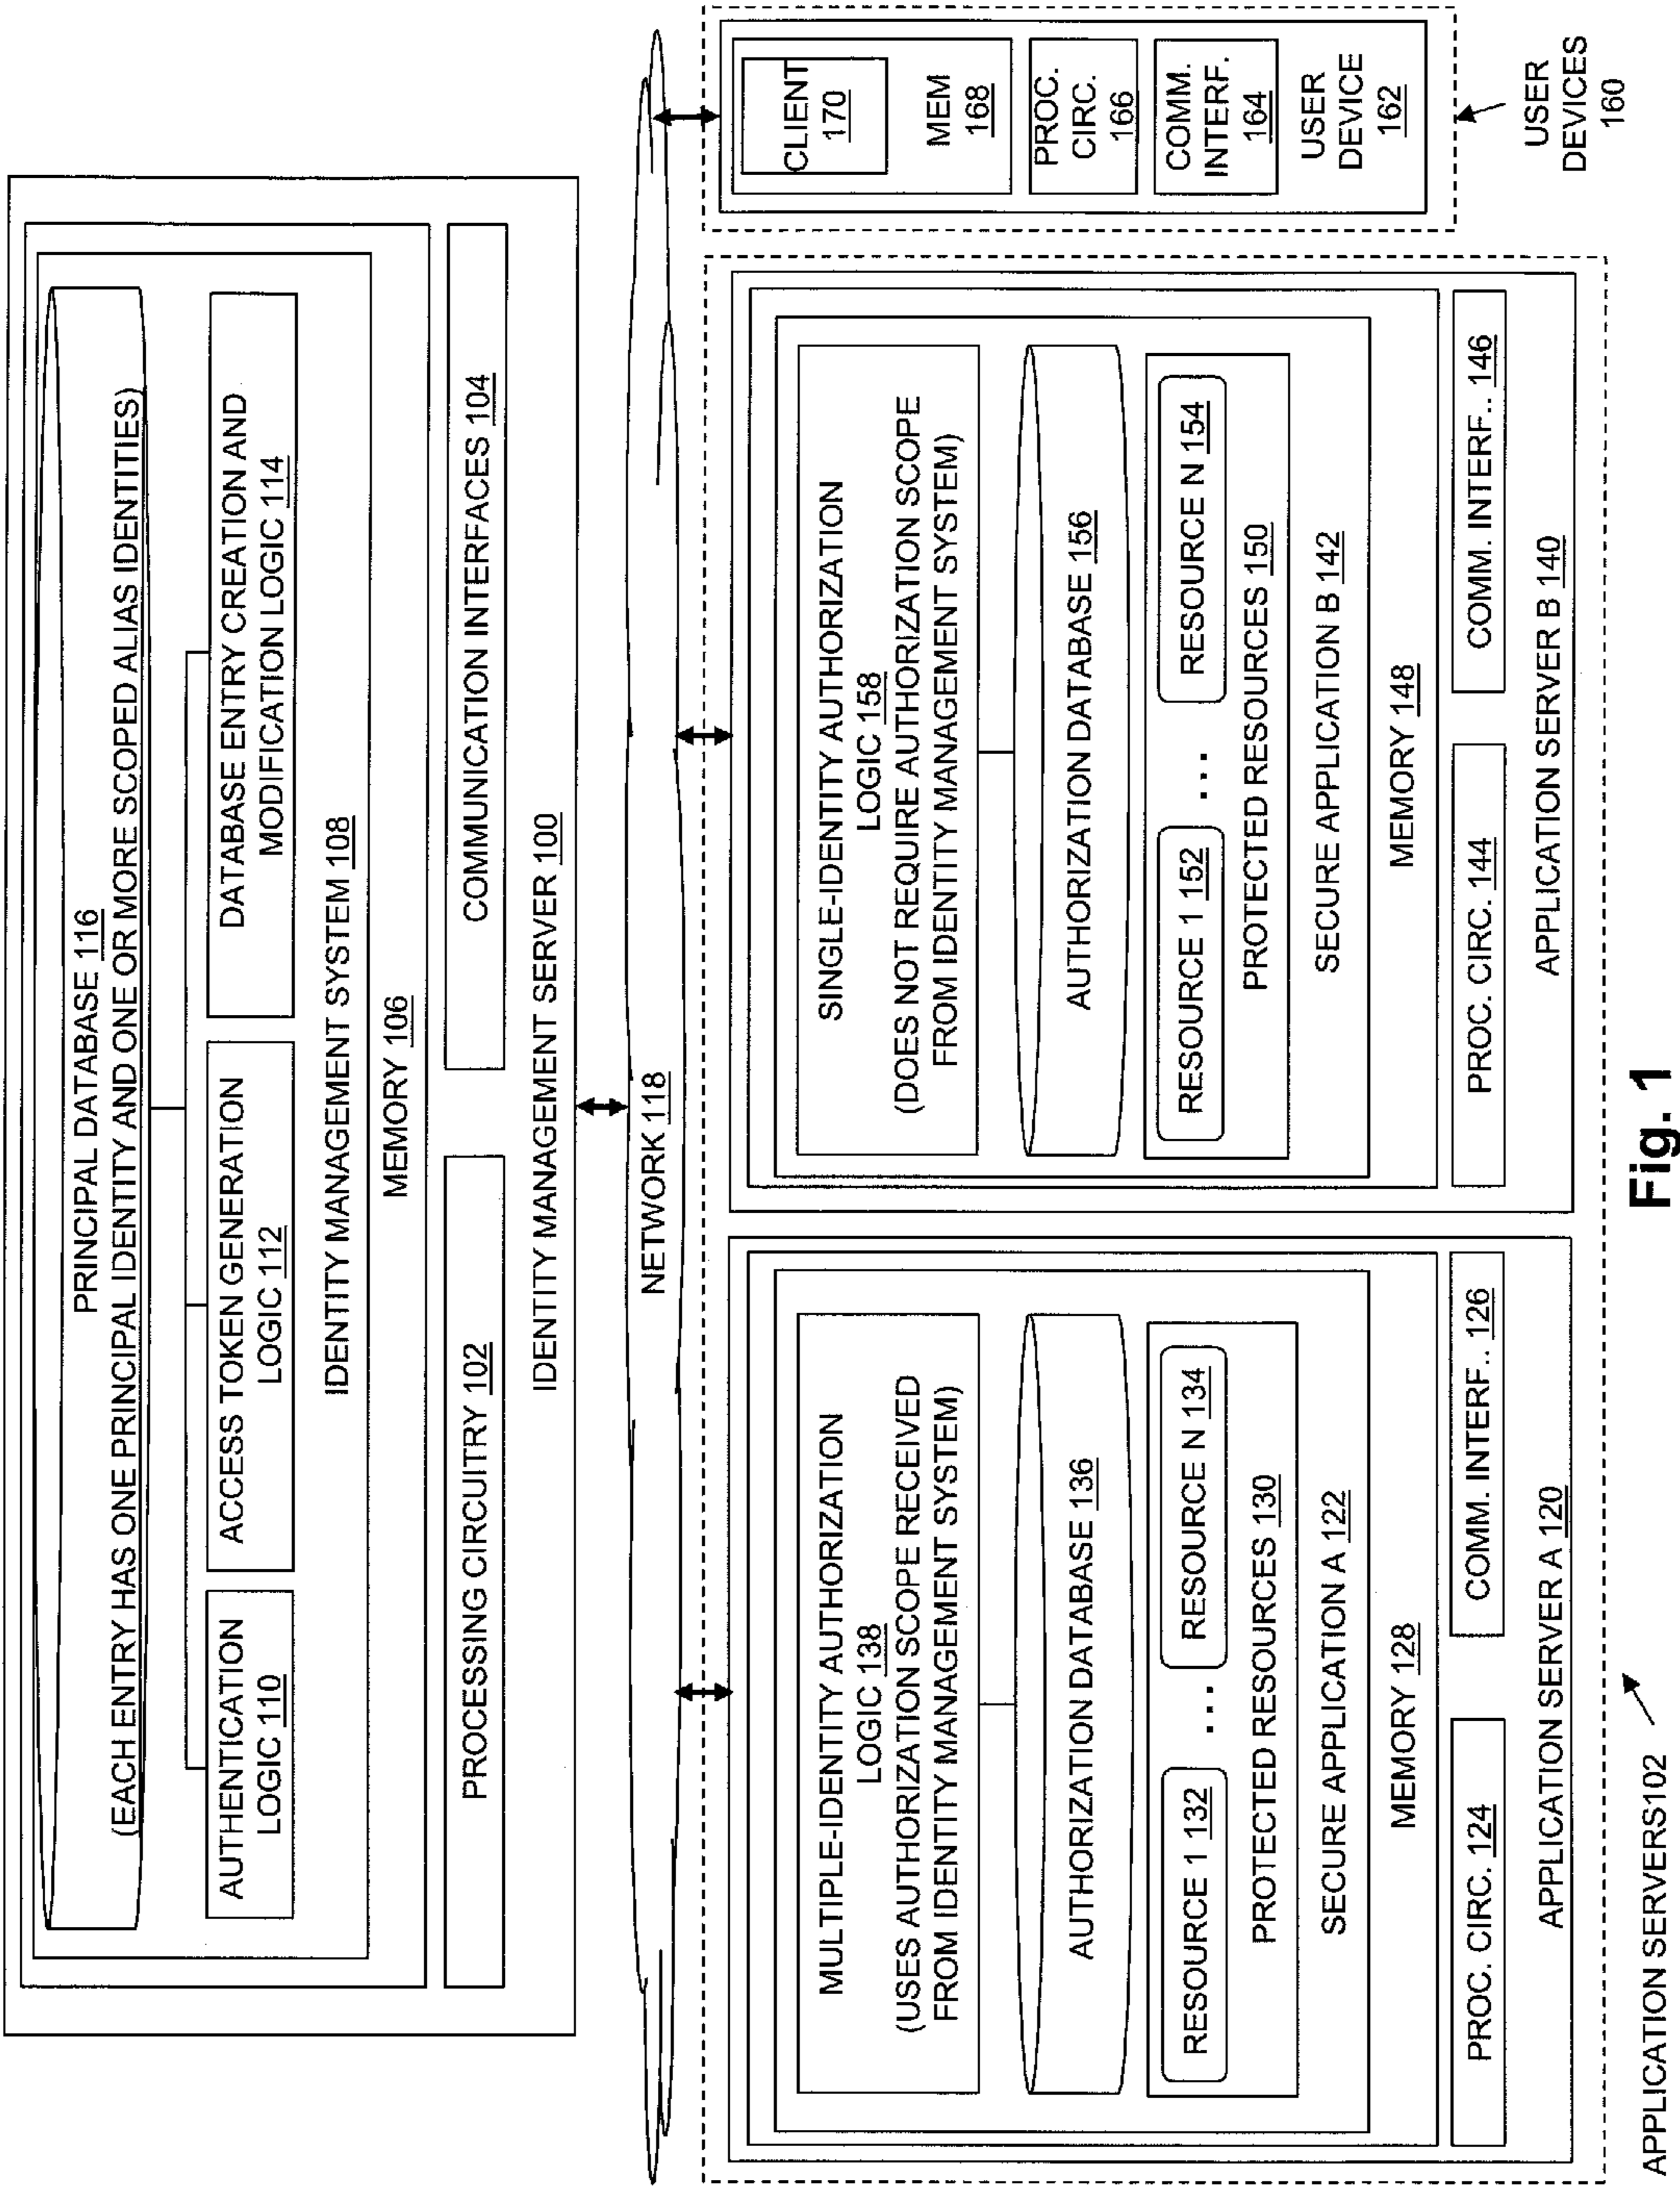 PRINCIPAL DATABASE 116
(EACH ENTRY HAS ONE PRINCIPAL IDENTITY AND ONE OR MORE SCOPED ALIAS IDENTITIES)
AUTHENTICATION
LOGIC 110
ACCESS TOKEN GENERATION
LOGIC 112
DATABASE ENTRY CREATION AND
MODIFICATION LOGIC 114
IDENTITY MANAGEMENT SYSTEM 108
MEMORY 106
PROCESSING CIRCUITRY 102
COMMUNICATION INTERFACES 104
IDENTITY MANAGEMENT SERVER 100
NETWORK 118
MULTIPLE-IDENTITY AUTHORIZATION
LOGIC 138
(USES AUTHORIZATION SCOPE RECEIVED
FROM IDENTITY MANAGEMENT SYSTEM)
AUTHORIZATION DATABASE 136
RESOURCE 1 132
...
RESOURCE N 134
PROTECTED RESOURCES 130
SECURE APPLICATION A 122
MEMORY 128
PROC. CIRC. 124
COMM. INTERF.. 126
APPLICATION SERVER A 120
SINGLE-IDENTITY AUTHORIZATION
LOGIC 158
(DOES NOT REQUIRE AUTHORIZATION SCOPE
FROM IDENTITY MANAGEMENT SYSTEM)
AUTHORIZATION DATABASE 156
RESOURCE 1 152
...
RESOURCE N 154
PROTECTED RESOURCES 150
SECURE APPLICATION B 142
MEMORY 148
PROC. CIRC. 144
COMM. INTERF.. 146
APPLICATION SERVER B 140
CLIENT
170
MEM
168
PROC.
CIRC.
166
COMM.
INTERF.
164
USER
DEVICE
162
USER
DEVICES
160
APPLICATION SERVERS102
Fig. 1